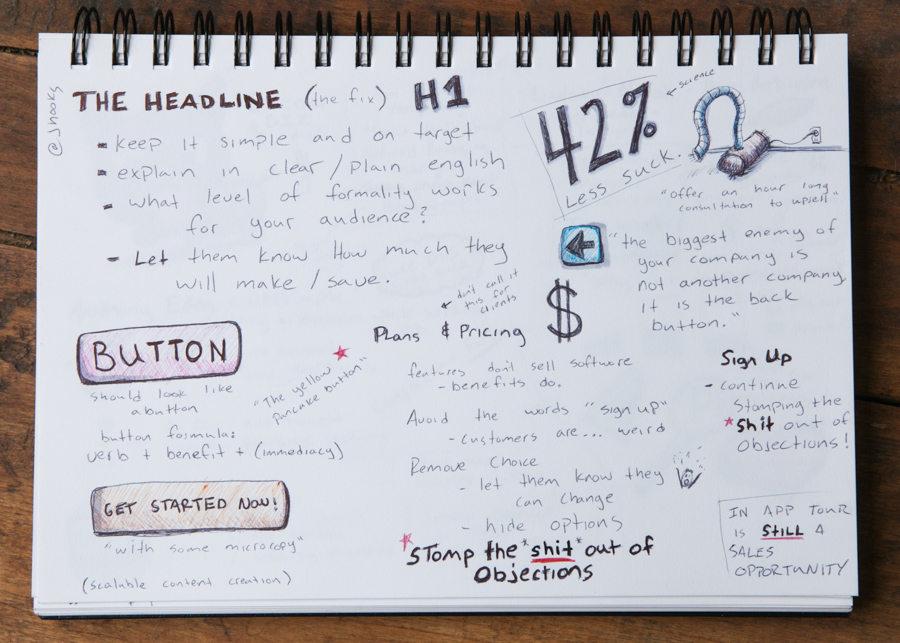 @jhooks
THE HEADLINE (the fix) H1
- keep it simple and on target
- explain in clear/plain english
- what level of formality works
for your audience?
- Let them know How much they
will make/save.
42%
Less suck.
← SCIENCE
"offer an hour long
consultation to upsell"
"the biggest enemy of
your company is
not another company,
it is the back
button."
BUTTON
should look like
a button
"The yellow
pancake button."
button formula:
verb + benefit + (immediacy)
GET STARTED NOW!
"with some microcopy"
(scalable content creation)
don't call it
this for
clients
Plans & Pricing
$
features don't sell software
- benefits do.
Avoid the words "sign up"
- customers are... weird
Remove Choice
- let them know they
can change
- hide options
*STOMP the *shit* out of
Objections
Sign Up
- continue
Stomping the
*Shit out of
Objections!
IN APP TOUR
IS STILL A
SALES
OPPORTUNITY